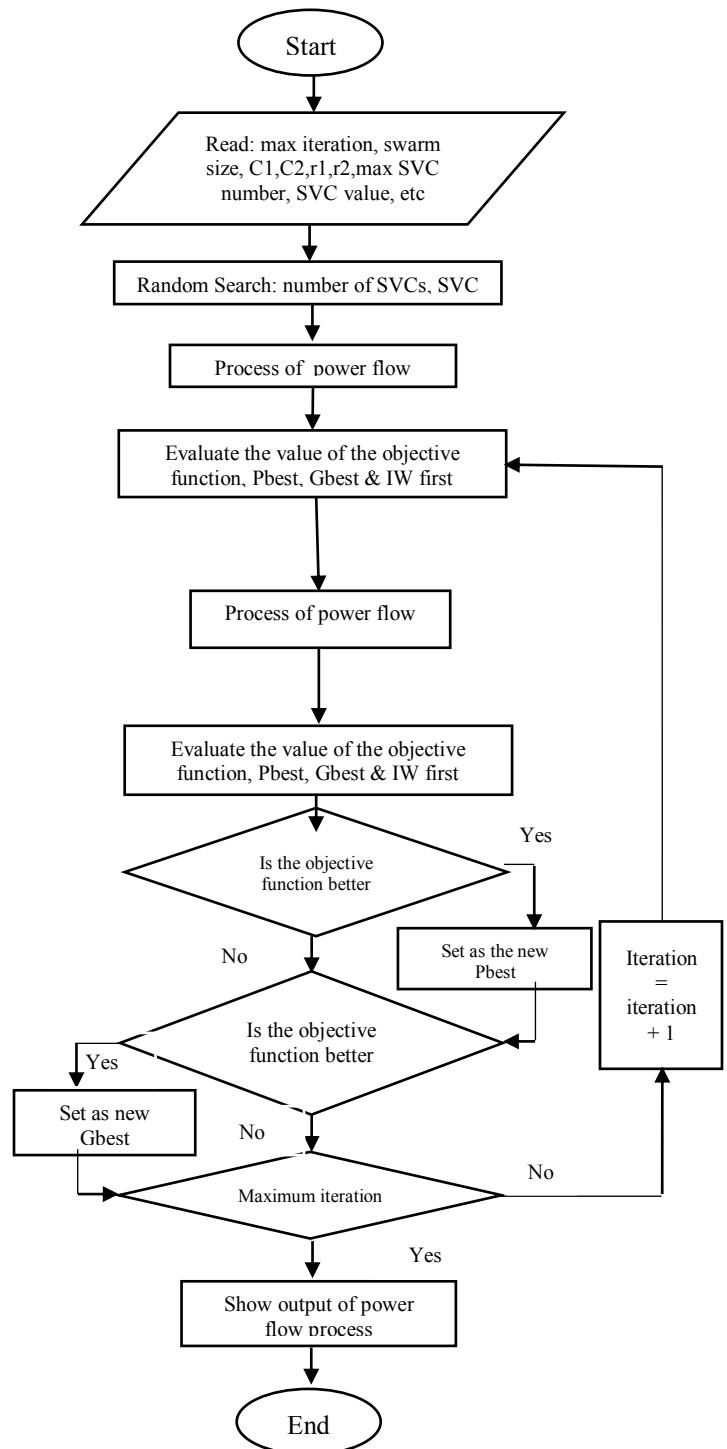 Start
Read: max iteration, swarm
size, C1,C2,r1,r2,max SVC
number, SVC value, etc
Random Search: number of SVCs, SVC
Process of power flow
Evaluate the value of the objective
function, Pbest, Gbest & IW first
Process of power flow
Evaluate the value of the objective
function, Pbest, Gbest & IW first
Yes
Is the objective
function better
No
Set as the new
Pbest
Iteration
=
iteration
+ 1
Is the objective
function better
Yes
Set as new
Gbest
No
No
Maximum iteration
Yes
Show output of power
flow process
End